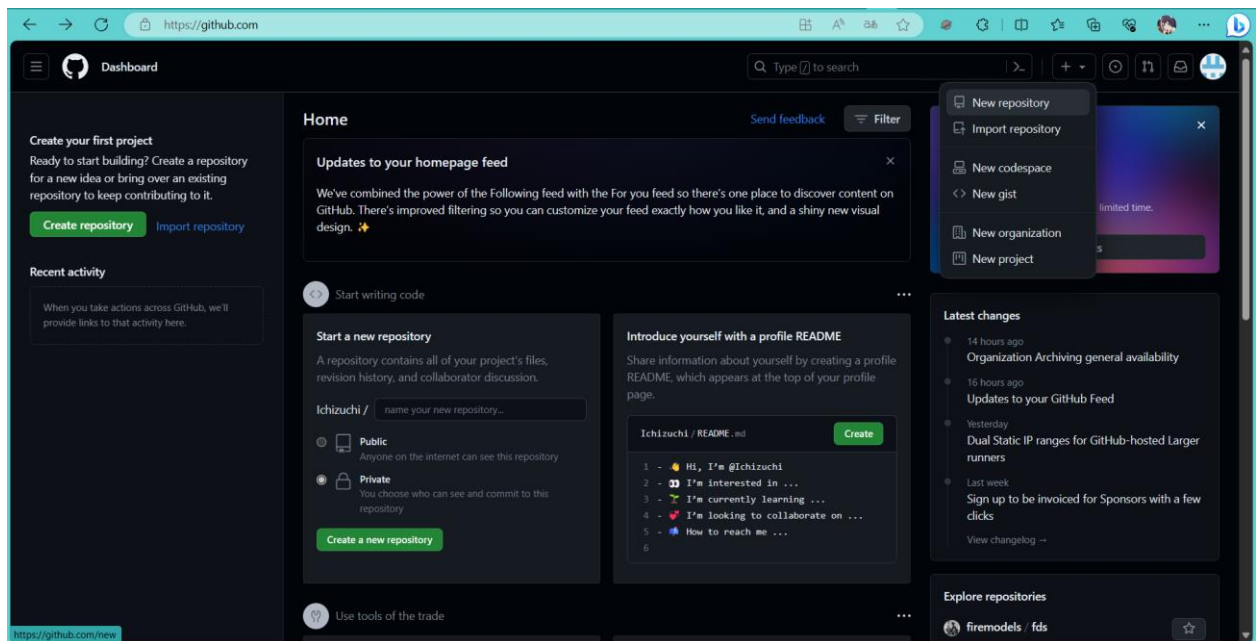 https://github.com
Dashboard
Type / to search
New repository
Import repository
New codespace
New gist
New organization
New project
Create your first project
Ready to start building? Create a repository
for a new idea or bring over an existing
repository to keep contributing to it.
Create repository
Import repository
Recent activity
When you take actions across GitHub, we'll
provide links to that activity here.
Home
Send feedback
Filter
Updates to your homepage feed
We've combined the power of the Following feed with the For you feed so there's one place to discover content on
GitHub. There's improved filtering so you can customize your feed exactly how you like it, and a shiny new visual
design. ✨
Start writing code
Start a new repository
A repository contains all of your project's files,
revision history, and collaborator discussion.
Ichizuchi /
name your new repository...
Public
Anyone on the internet can see this repository
Private
You choose who can see and commit to this
repository
Create a new repository
Introduce yourself with a profile README
Share information about yourself by creating a profile
README, which appears at the top of your profile
page.
Ichizuchi / README.md
Create
1 - 👋 Hi, I'm @Ichizuchi
2 - 👀 I'm interested in ...
3 - 🌱 I'm currently learning ...
4 - 💞️ I'm looking to collaborate on ...
5 - 📫 How to reach me ...
6
Use tools of the trade
limited time.
s
Latest changes
14 hours ago
Organization Archiving general availability
16 hours ago
Updates to your GitHub Feed
Yesterday
Dual Static IP ranges for GitHub-hosted Larger
runners
Last week
Sign up to be invoiced for Sponsors with a few
clicks
View changelog →
Explore repositories
firemodels / fds
https://github.com/new